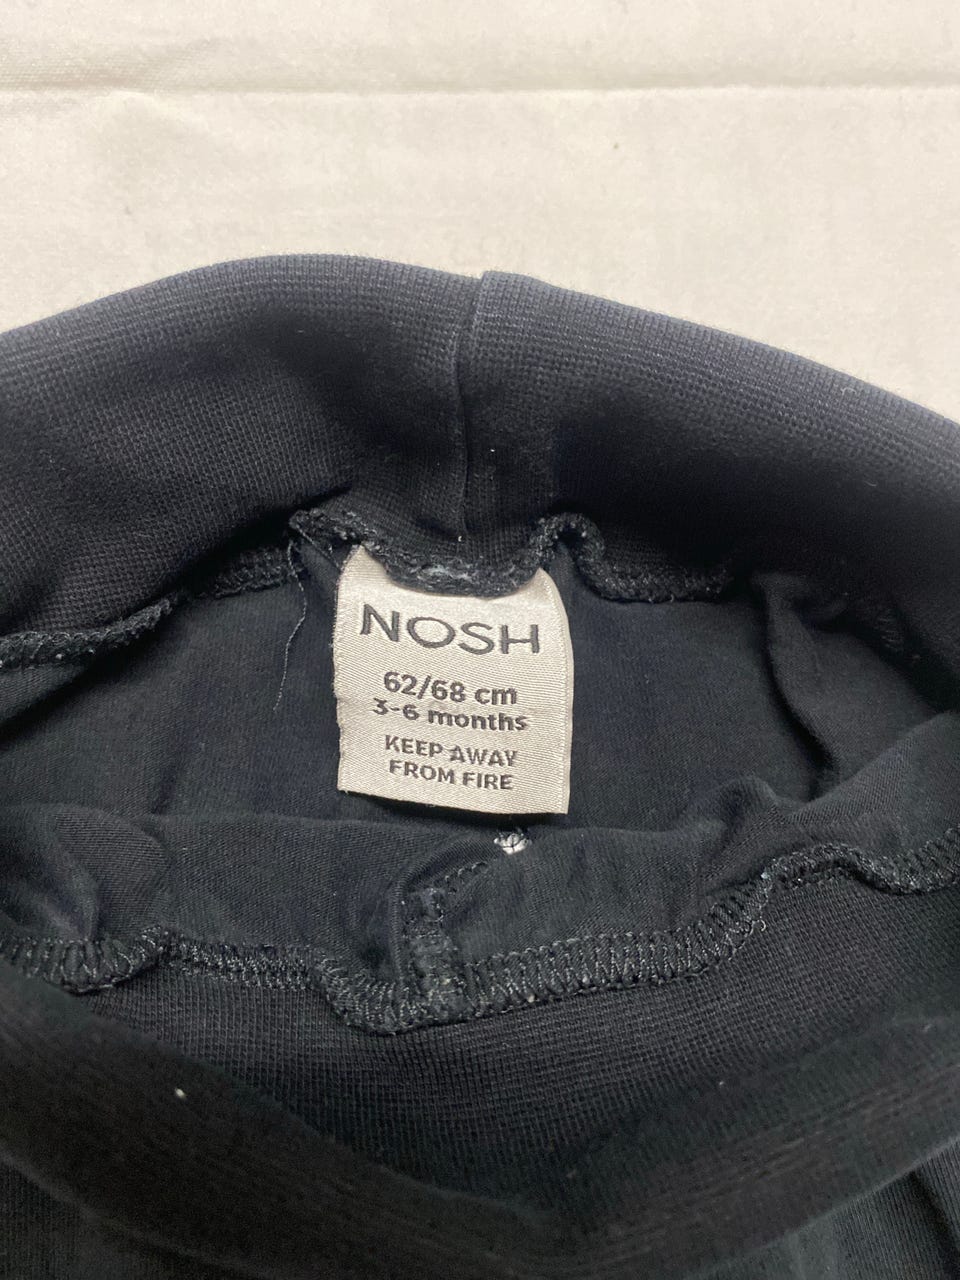 NOSH
62/68 cm
3-6 months
KEEP AWAY
FROM FIRE